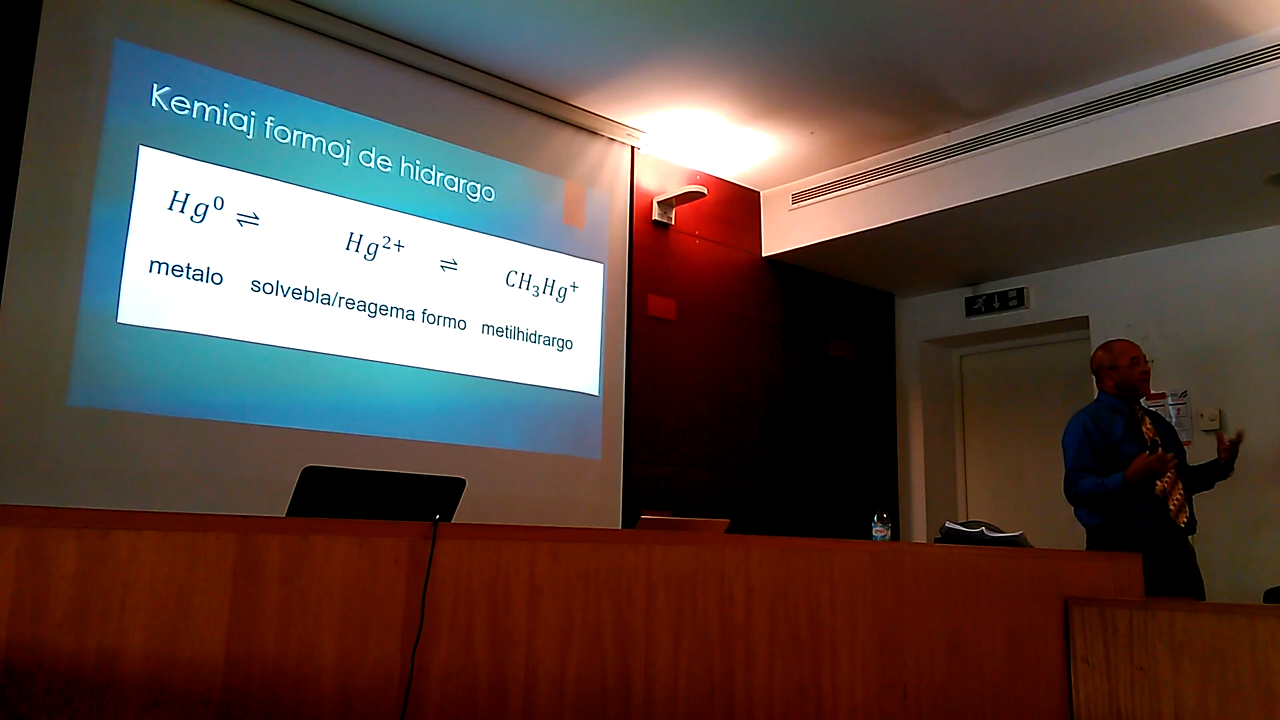 Kemiaj formoj de hidrargo
Hg⁰ ⇌ Hg²⁺ ⇌ CH₃Hg⁺
metalo solvebla/reagema formo metilhidrargo